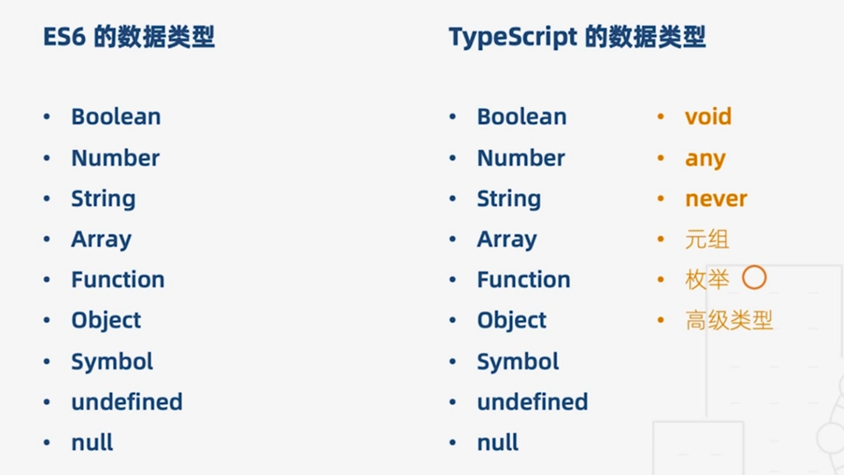 ES6 的数据类型
Boolean
Number
String
Array
Function
Object
Symbol
undefined
null
TypeScript 的数据类型
Boolean
Number
String
Array
Function
Object
Symbol
undefined
null
void
any
never
元组
枚举
高级类型